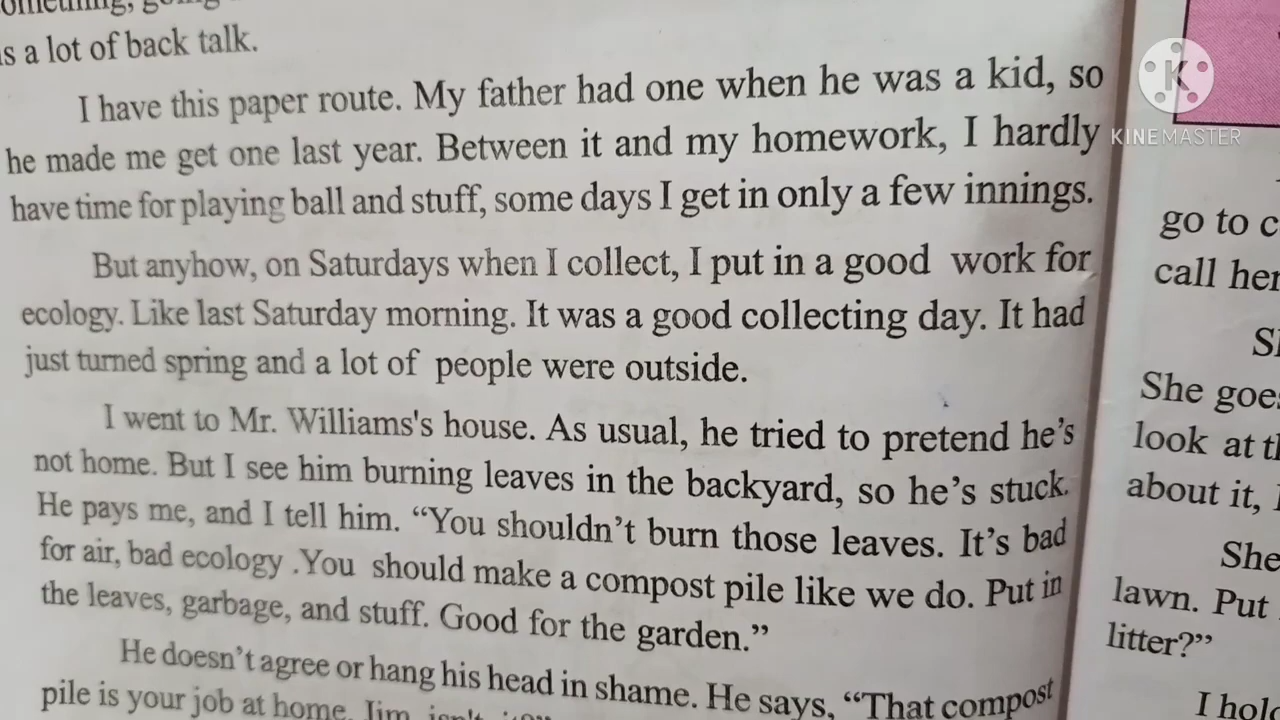 is a lot of back talk.
I have this paper route. My father had one when he was a kid, so
he made me get one last year. Between it and my homework, I hardly
have time for playing ball and stuff, some days I get in only a few innings.
But anyhow, on Saturdays when I collect, I put in a good work for
ecology. Like last Saturday morning. It was a good collecting day. It had
just turned spring and a lot of people were outside.
I went to Mr. Williams's house. As usual, he tried to pretend he's
not home. But I see him burning leaves in the backyard, so he's stuck.
He pays me, and I tell him. “You shouldn't burn those leaves. It's bad
for air, bad ecology .You should make a compost pile like we do. Put in
the leaves, garbage, and stuff. Good for the garden.”
He doesn't agree or hang his head in shame. He says, “That compost
pile is your job at home, Jim, isn't
K
KINEMASTER
go to
call
She goes
look at
about it,
She
lawn. Put
litter?”
I